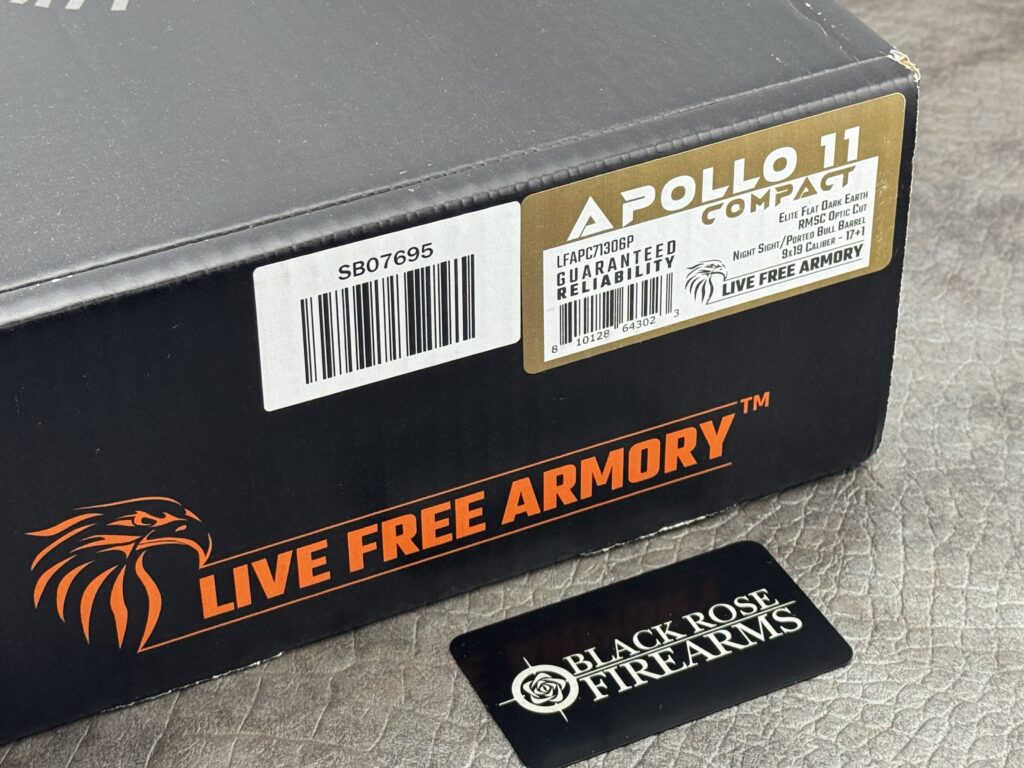 SB07695
APOLLO 11
COMPACT
LFAPC71306P
GUARANTEED
RELIABILITY
8 10128 64302 3
Elite Flat Dark Earth
RMSC Optic Cut
Night Sight/Ported Bull Barrel
9x19 Caliber - 17+1
LIVE FREE ARMORY
LIVE FREE ARMORY™
BLACK ROSE
FIREARMS